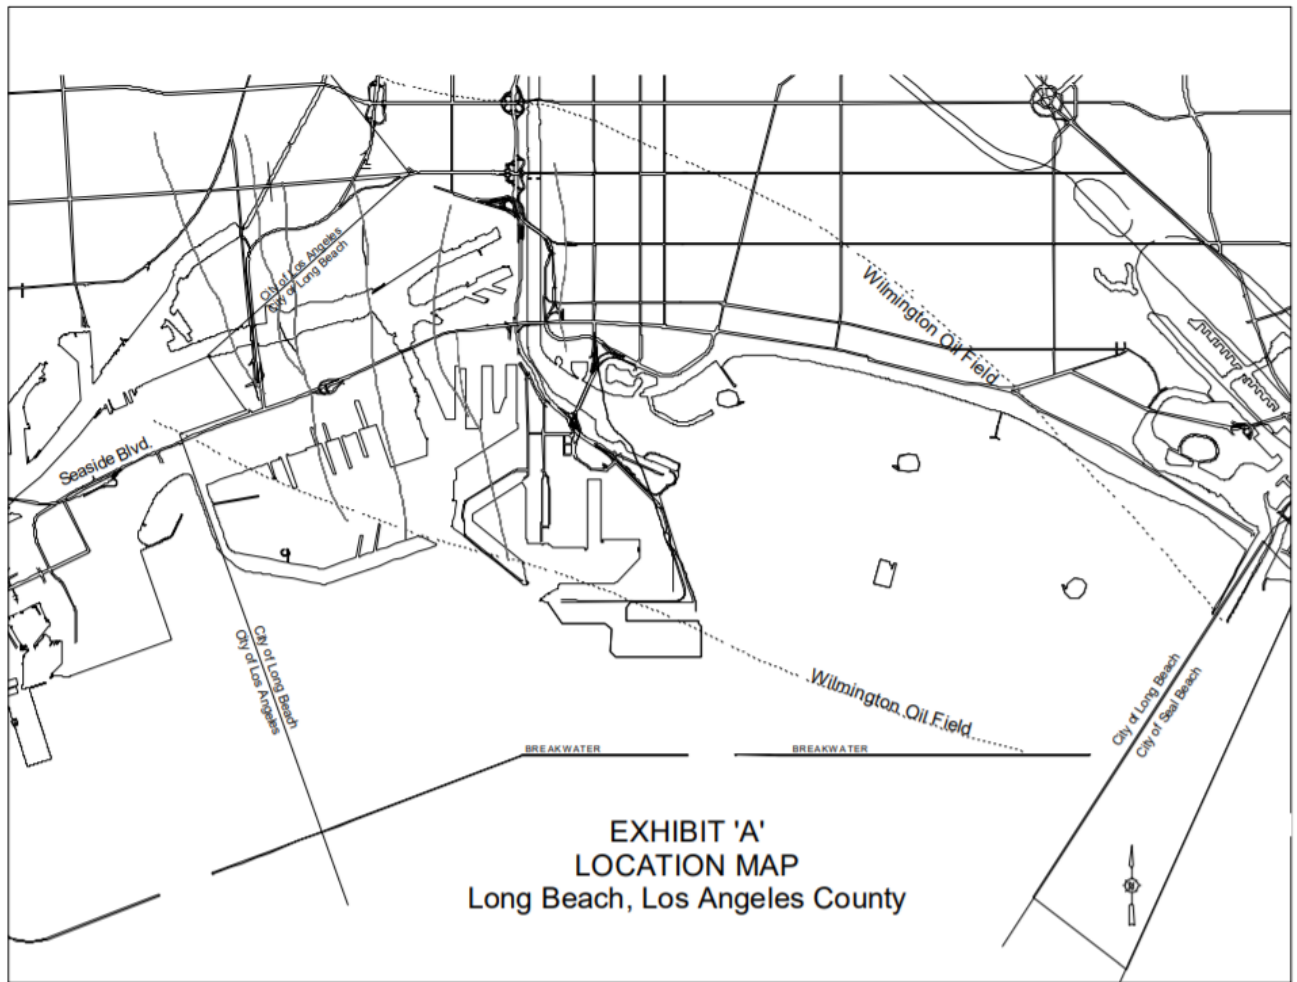 City of Los Angeles
City of Long Beach
Wilmington Oil Field
Seaside Blvd.
City of Long Beach
City of Los Angeles
Wilmington Oil Field
City of Long Beach
City of Seal Beach
BREAKWATER
BREAKWATER
EXHIBIT 'A'
LOCATION MAP
Long Beach, Los Angeles County